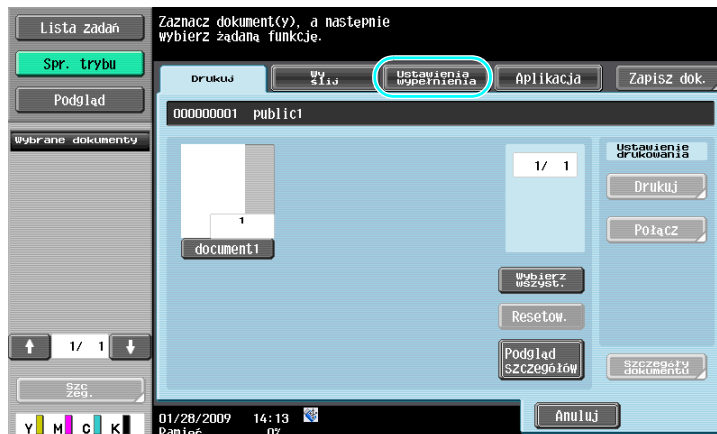 Lista zadań
Spr. trybu
Podgląd
Wybrane dokumenty
1/ 1
Szc
zeg.
Y M C K
Zaznacz dokument(y), a następnie
wybierz żądaną funkcję.
Drukuj
Wy
ślij
Ustawienia
wypełnienia
Aplikacja
Zapisz dok.
000000001 public1
1
document1
1/ 1
Wybierz
wszyst.
Resetow.
Podgląd
szczegółów
Ustawienie
drukowania
Drukuj
Połącz
Szczegóły
dokumentu
Anuluj
01/28/2009 14:13
Pamięć 0%